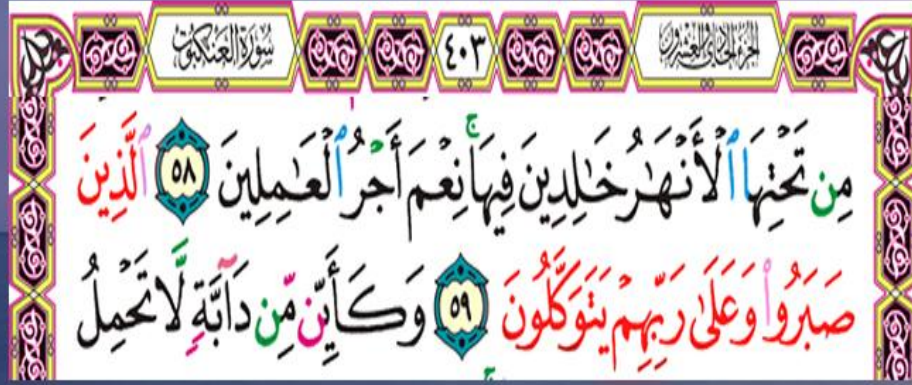 الجزء الحادي والعشرون ٤٠٣ سورة العنكبوت
مِن تَحْتِهَا ٱلْأَنْهَٰرُ خَٰلِدِينَ فِيهَا ۚ نِعْمَ أَجْرُ ٱلْعَٰمِلِينَ ٥٨ ٱلَّذِينَ
صَبَرُوا۟ وَعَلَىٰ رَبِّهِمْ يَتَوَكَّلُونَ ٥٩ وَكَأَيِّن مِّن دَآبَّةٍ لَّا تَحْمِلُ